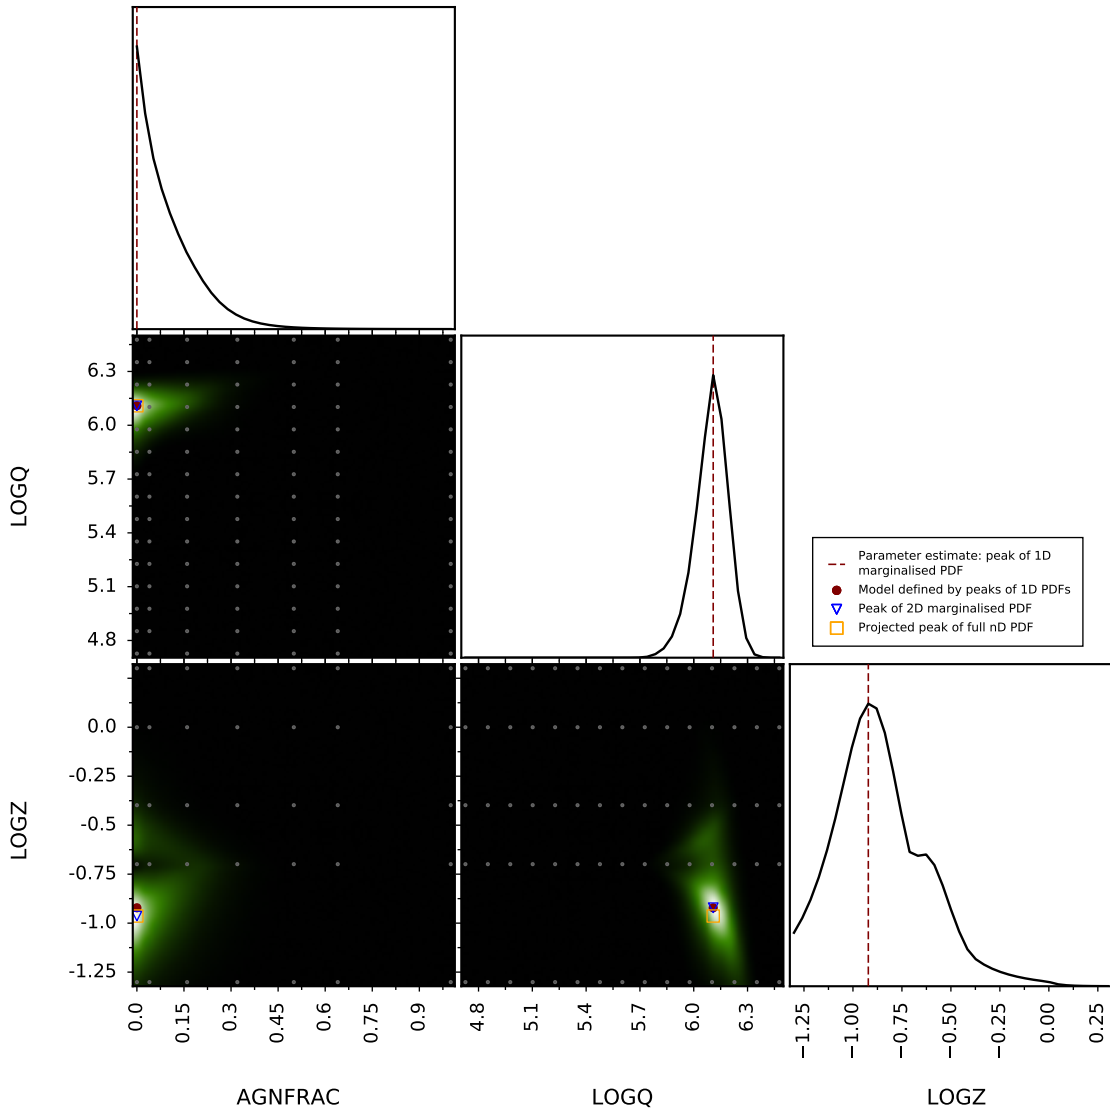 LOGQ
6.3
6.0
5.7
5.4
5.1
4.8
Parameter estimate: peak of 1D
marginalised PDF
Model defined by peaks of 1D PDFs
Peak of 2D marginalised PDF
Projected peak of full nD PDF
LOGZ
0.0
-0.25
-0.5
-0.75
-1.0
-1.25
0.0 0.15 0.3 0.45 0.6 0.75 0.9
4.8 5.1 5.4 5.7 6.0 6.3
−1.25 −1.00 −0.75 −0.50 −0.25 0.00 0.25
AGNFRAC LOGQ LOGZ